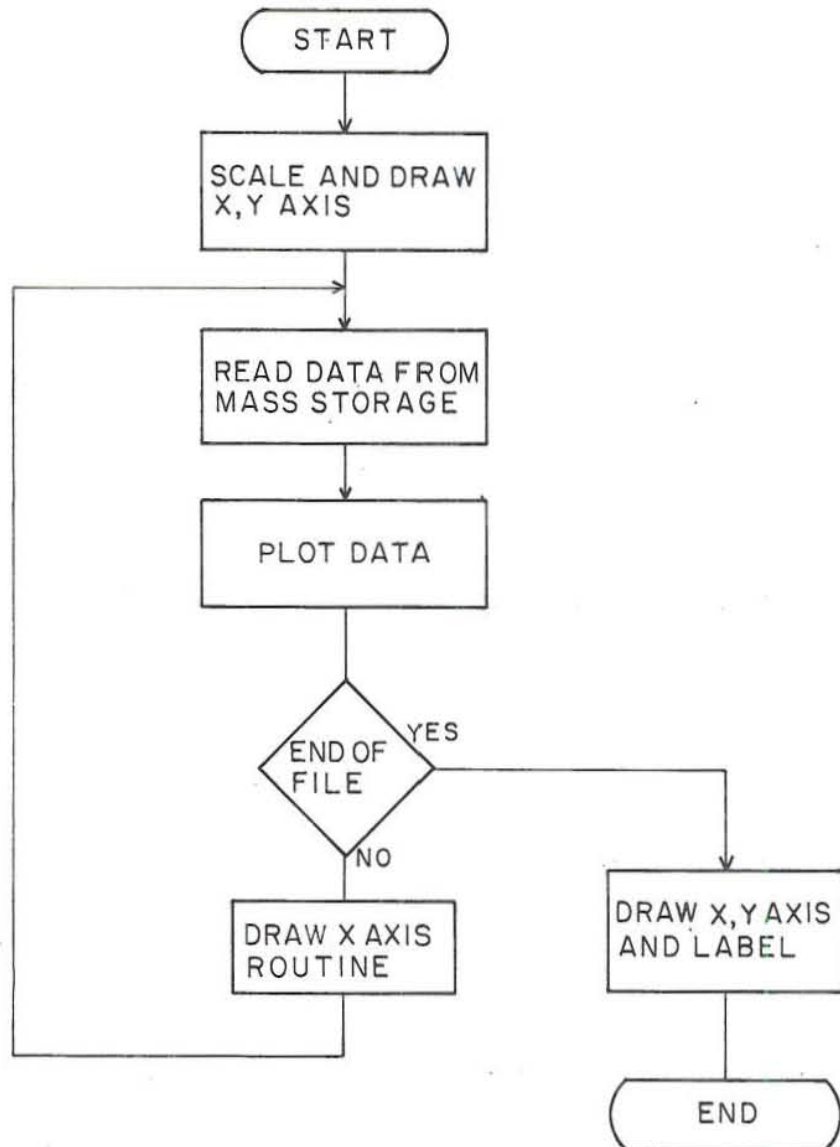 START
SCALE AND DRAW
X, Y AXIS
READ DATA FROM
MASS STORAGE
PLOT DATA
END OF
FILE
YES
NO
DRAW X AXIS
ROUTINE
DRAW X, Y AXIS
AND LABEL
END